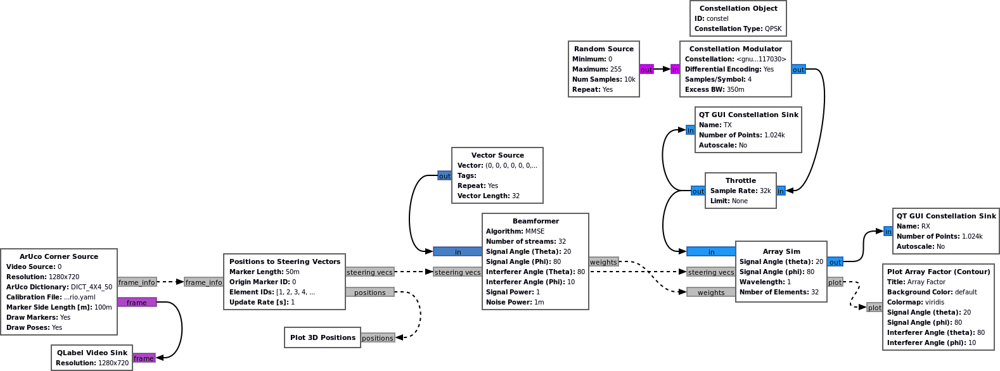 Constellation Object
ID: constel
Constellation Type: QPSK
Random Source
Minimum: 0
Maximum: 255
Num Samples: 10k
Repeat: Yes
out
in
Constellation Modulator
Constellation: <gnu...117030>
Differential Encoding: Yes
Samples/Symbol: 4
Excess BW: 350m
out
in
QT GUI Constellation Sink
Name: TX
Number of Points: 1.024k
Autoscale: No
out
Throttle
Sample Rate: 32k
Limit: None
in
out
Vector Source
Vector: (0, 0, 0, 0, 0, 0,...
Tags:
Repeat: Yes
Vector Length: 32
in
steering vecs
Beamformer
Algorithm: MMSE
Number of streams: 32
Signal Angle (Theta): 20
Signal Angle (Phi): 80
Interferer Angle (Theta): 80
Interferer Angle (Phi): 10
Signal Power: 1
Noise Power: 1m
weights
in
steering vecs
weights
Array Sim
Signal Angle (theta): 20
Signal Angle (phi): 80
Wavelength: 1
Nmber of Elements: 32
out
plot
in
QT GUI Constellation Sink
Name: RX
Number of Points: 1.024k
Autoscale: No
plot
Plot Array Factor (Contour)
Title: Array Factor
Background Color: default
Colormap: viridis
Signal Angle (theta): 20
Signal Angle (phi): 80
Interferer Angle (theta): 80
Interferer Angle (phi): 10
ArUco Corner Source
Video Source: 0
Resolution: 1280x720
ArUco Dictionary: DICT_4X4_50
Calibration File: ...rio.yaml
Marker Side Length [m]: 100m
Draw Markers: Yes
Draw Poses: Yes
frame_info
frame
frame_info
Positions to Steering Vectors
Marker Length: 50m
Origin Marker ID: 0
Element IDs: [1, 2, 3, 4, ...
Update Rate [s]: 1
steering vecs
positions
Plot 3D Positions
positions
QLabel Video Sink
Resolution: 1280x720
frame